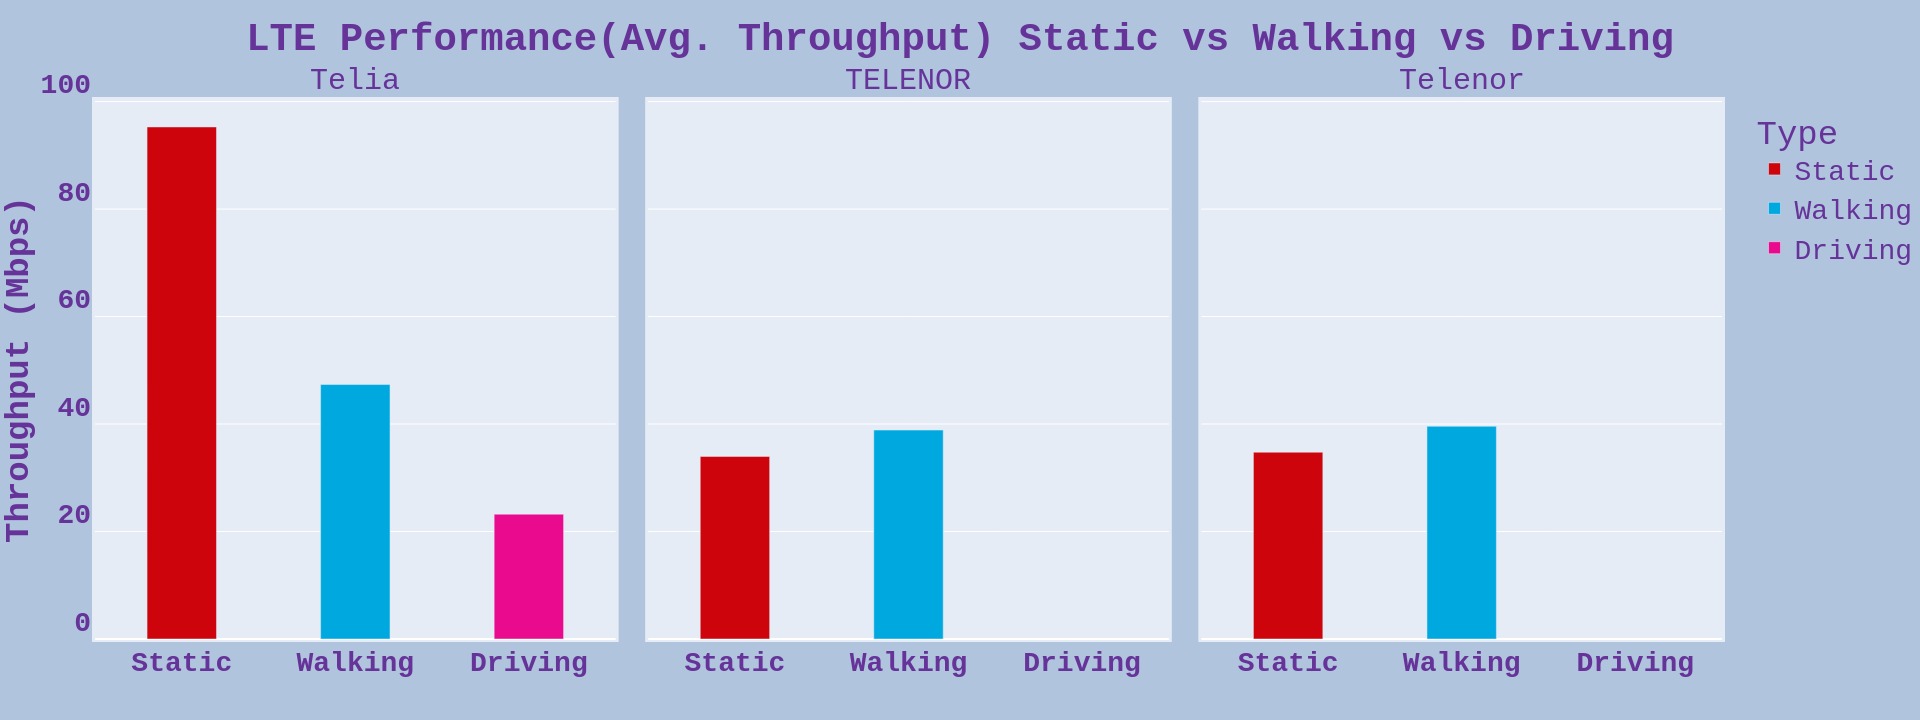 LTE Performance(Avg. Throughput) Static vs Walking vs Driving
Telia
TELENOR
Telenor
Throughput (Mbps)
100
80
60
40
20
0
Static Walking Driving
Static Walking Driving
Static Walking Driving
Type
Static
Walking
Driving